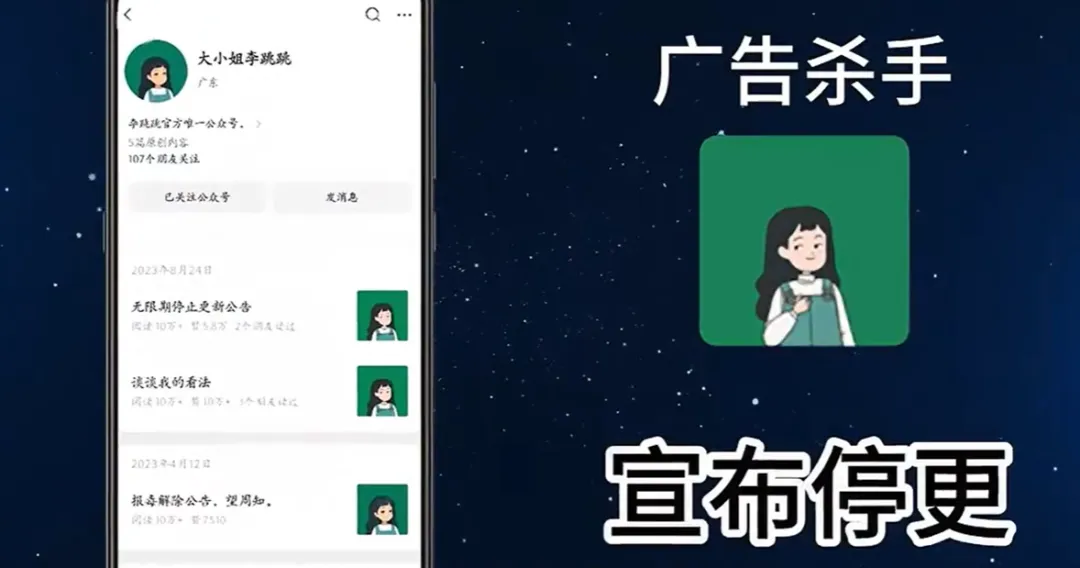 大小姐李跳跳
广东
李跳跳官方唯一公众号。
5篇原创内容
107个朋友关注
已关注公众号
发消息
2023年8月24日
无限期停止更新公告
阅读 10万+ 赞 5.8万 2个朋友读过
谈谈我的看法
阅读 10万+ 赞 10万+ 3个朋友读过
2023年4月12日
报毒解除公告,望周知。
阅读 10万+ 赞 7510
广告杀手
宣布停更